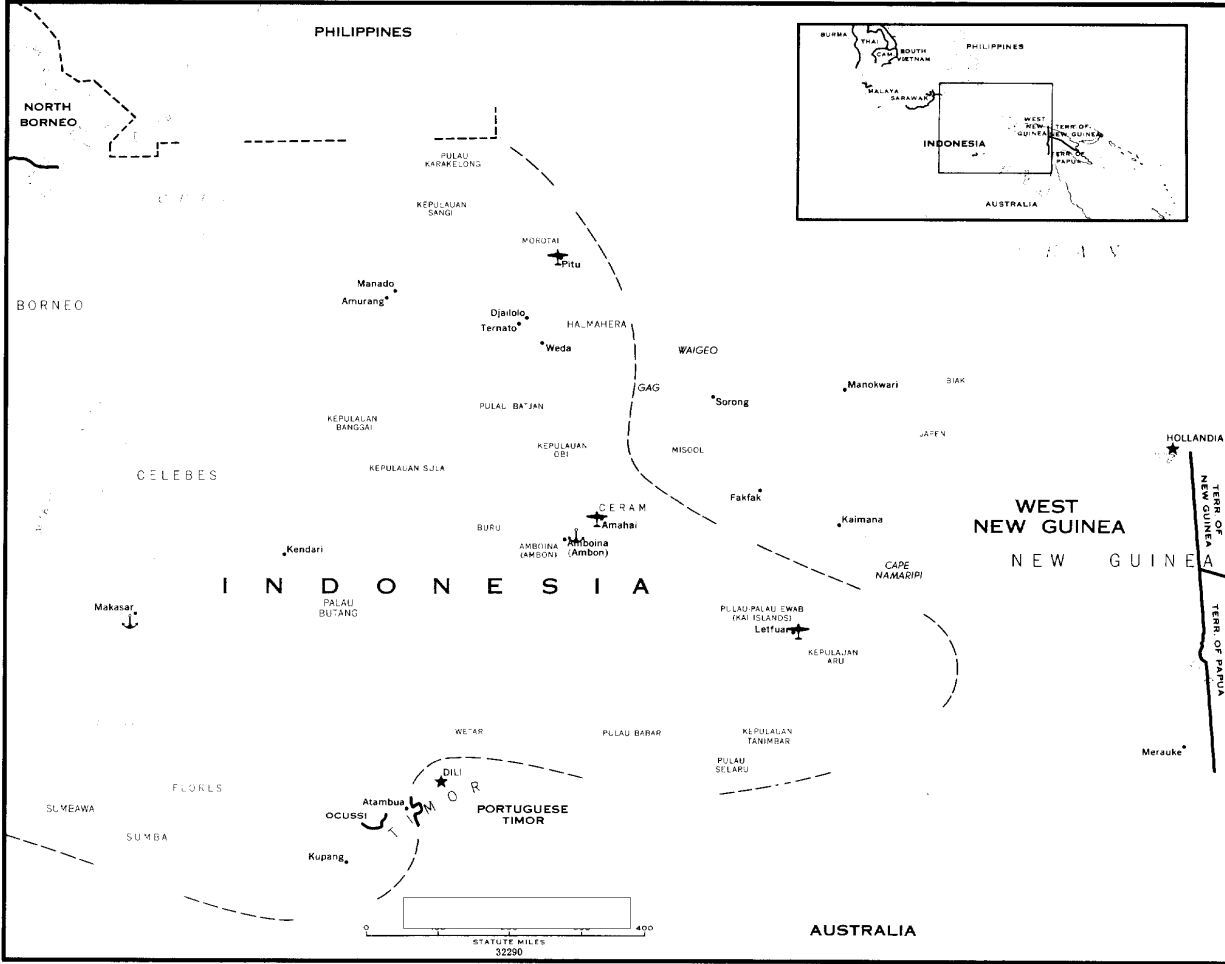 PHILIPPINES
NORTH
BORNEO
BURMA
THAI
CAM.
SOUTH
VIETNAM
PHILIPPINES
MALAYA
SARAWAK
WEST
NEW
GUINEA
TERR OF
NEW GUINEA
INDONESIA
TERR. OF
PAPUA
AUSTRALIA
PULAU
KARAKELONG
KEPULAUAN
SANGI
MOROTAI
Pitu
Manado
Amurang
BORNEO
Djailolo
Ternato
HALMAHERA
Weda
WAIGEO
GAG
Sorong
Manokwari
BIAK
PULAU BATJAN
KEPULAUAN
BANGGAI
JAPEN
HOLLANDIA
KEPULAUAN
OBI
MISOOL
KEPULAUAN SULA
CELEBES
Fakfak
TERR OF
NEW GUINEA
CERAM
Amahai
WEST
NEW GUINEA
BURU
Kaimana
AMBOINA
(AMBON)
Amboina
(Ambon)
Kendari
NEW GUINEA
CAPE
NAMARIPI
INDONESIA
PALAU
BUTANG
Makasar
PULAU-PALAU EWAB
(KAI ISLANDS)
Letfuan
TERR. OF PAPUA
KEPULAJAN
ARU
WETAR
PULAU BABAR
KEPULAUAN
TANIMBAR
Merauke
PULAU
SELARU
DILI
FLORES
TIMOR
Atambua
PORTUGUESE
TIMOR
OCUSSI
SUMBAWA
SUMBA
Kupang
0
400
STATUTE MILES
32290
AUSTRALIA